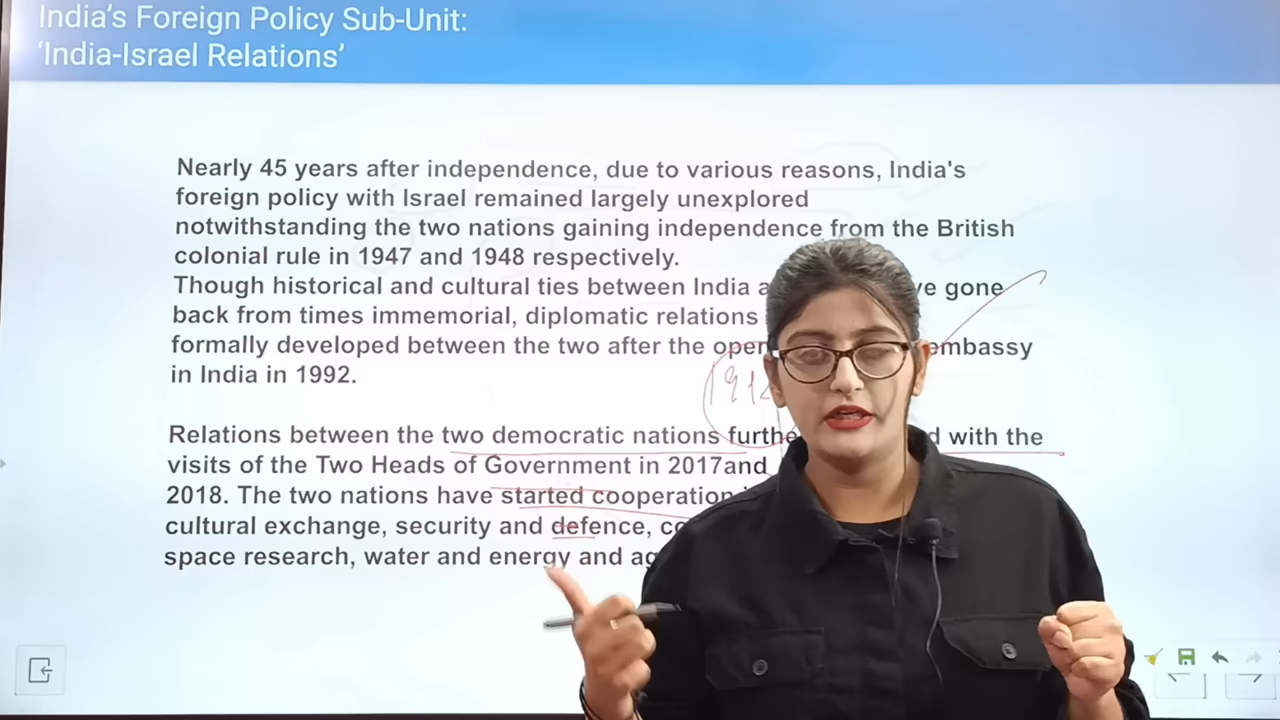 India's Foreign Policy Sub-Unit:
'India-Israel Relations'
Nearly 45 years after independence, due to various reasons, India's
foreign policy with Israel remained largely unexplored
notwithstanding the two nations gaining independence from the British
colonial rule in 1947 and 1948 respectively.
Though historical and cultural ties between India gone
back from times immemorial, diplomatic relations
formally developed between the two after the embassy
in India in 1992.
Relations between the two democratic nations with the
visits of the Two Heads of Government in 2017and
2018. The two nations have started cooperation
cultural exchange, security and defence,
space research, water and energy and